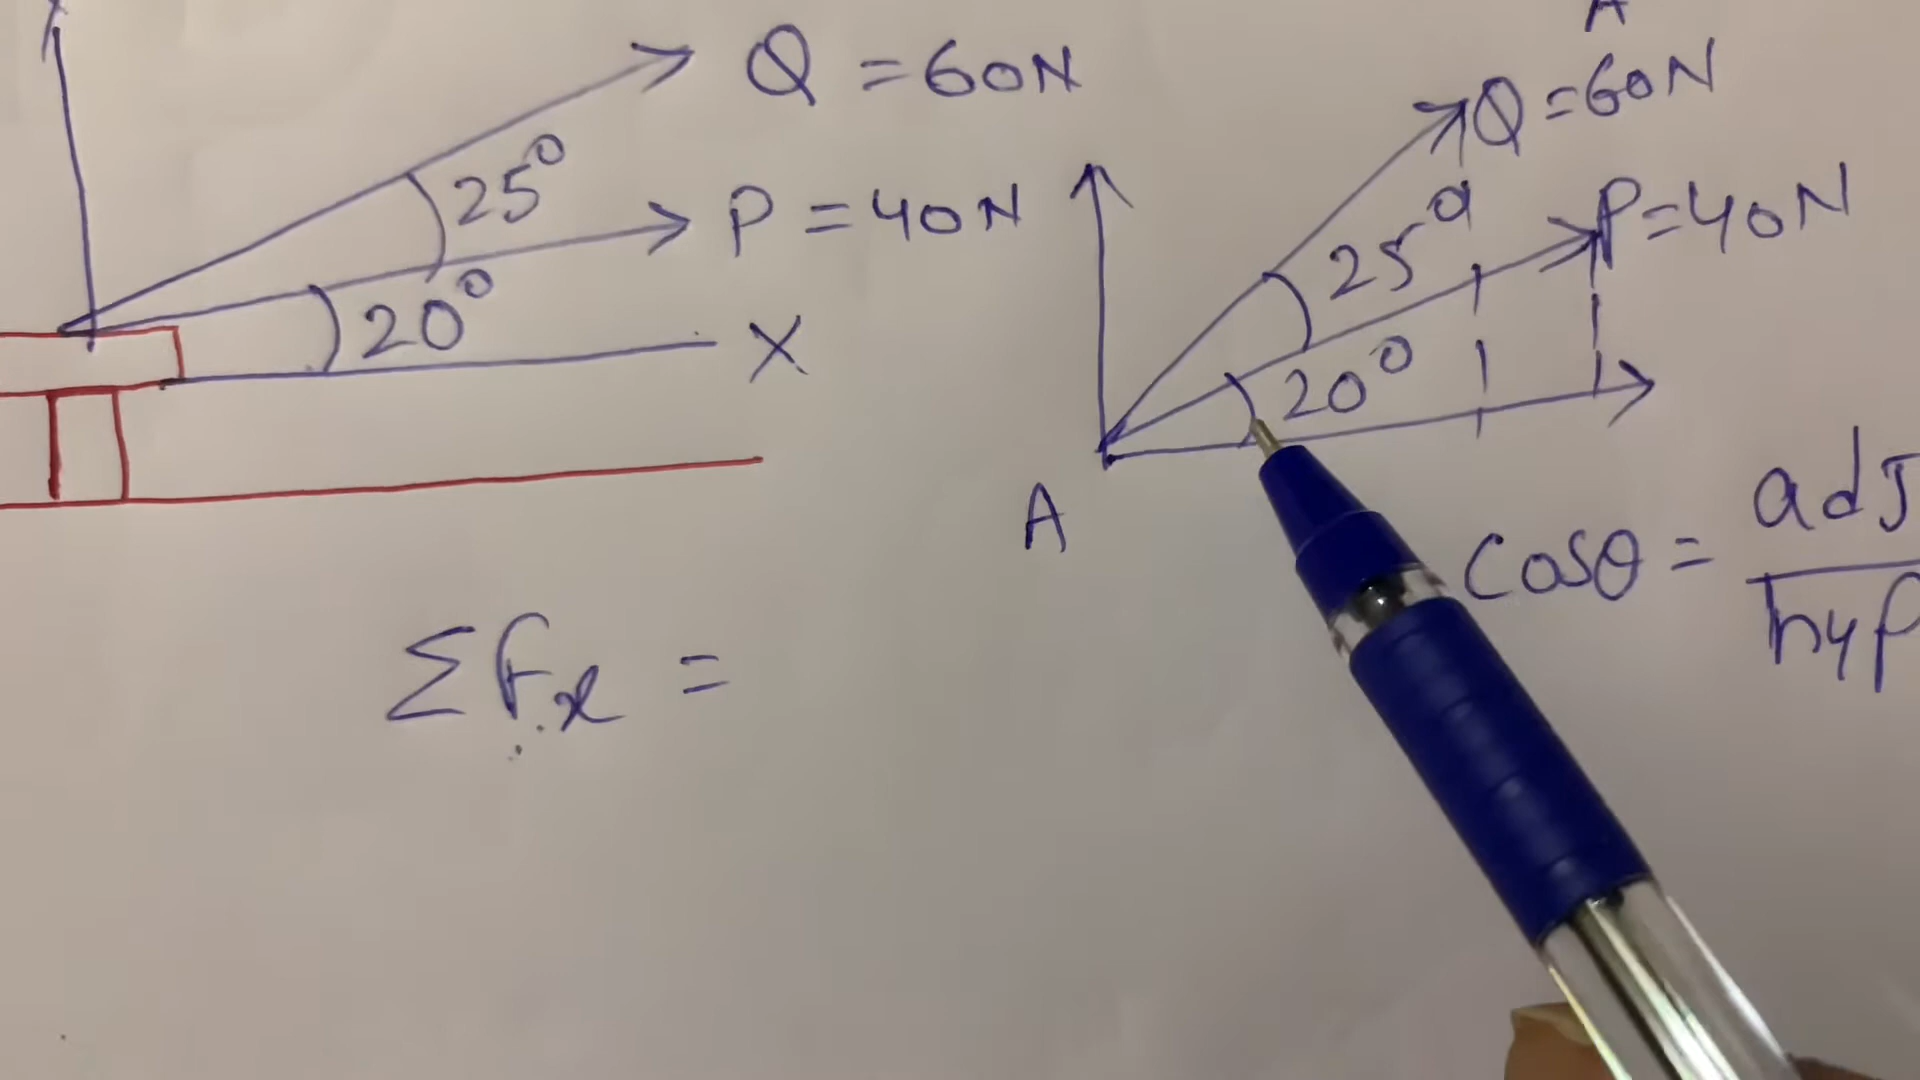 Q = 60N
25°
P = 40N
20°
X
A
Q = 60N
25°
P = 40N
20°
A
cosθ = adj
hyp
ΣFx =